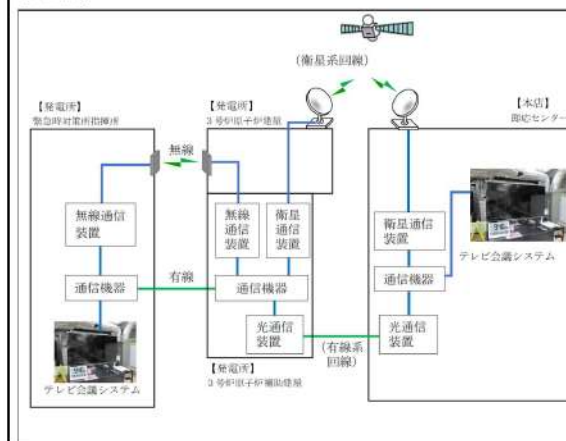 (衛星系回線)
【発電所】
緊急時対策所指揮所
【発電所】
3号炉原子炉建屋
【本店】
即応センター
無線
無線通信
装置
無線
通信
装置
衛星
通信
装置
衛星通信
装置
テレビ会議システム
通信機器
有線
通信機器
通信機器
光通信
装置
(有線系
回線)
光通信
装置
テレビ会議システム
【発電所】
3号炉原子炉補助建屋